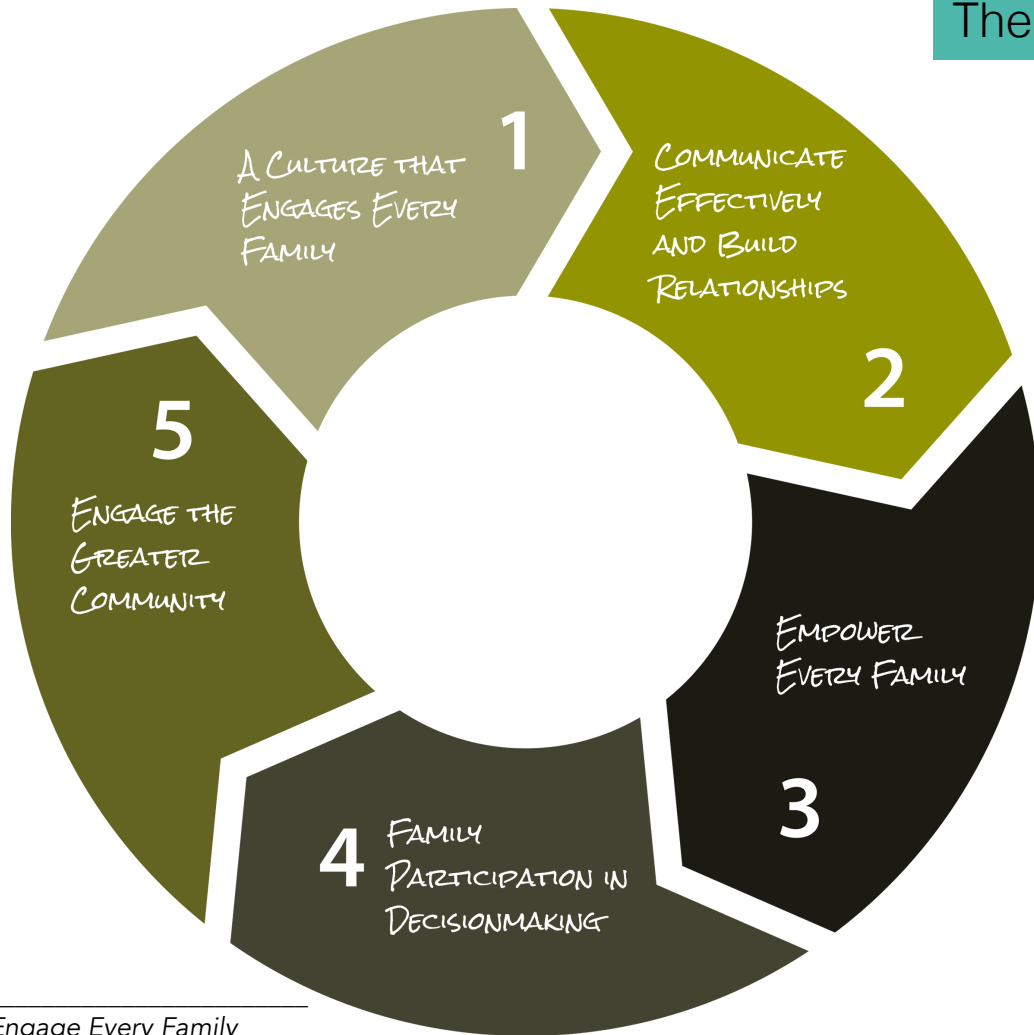 The
1
A Culture that
Engages Every
Family
Communicate
Effectively
and Build
Relationships
2
Empower
Every Family
3
4
Family
Participation in
Decisionmaking
5
Engage the
Greater
Community
Engage Every Family